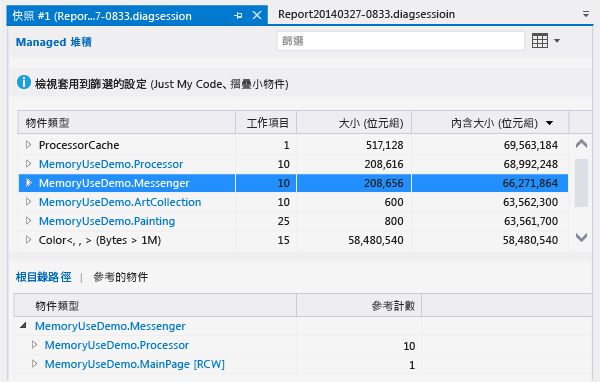 快照 #1 (Repor...7-0833.diagsession Report20140327-0833.diagsessioin
Managed 堆積 篩選
檢視套用到篩選的設定 (Just My Code、摺疊小物件)
物件類型 工作項目 大小 (位元組) 內含大小 (位元組)
ProcessorCache 1 517,128 69,563,184
MemoryUseDemo.Processor 10 208,616 68,992,248
MemoryUseDemo.Messenger 10 208,656 66,271,864
MemoryUseDemo.ArtCollection 10 600 63,562,300
MemoryUseDemo.Painting 25 800 63,561,700
Color<, , > (Bytes > 1M) 15 58,480,540 58,480,540
根目錄路徑 | 參考的物件
物件類型 參考計數
MemoryUseDemo.Messenger
MemoryUseDemo.Processor 10
MemoryUseDemo.MainPage [RCW] 1